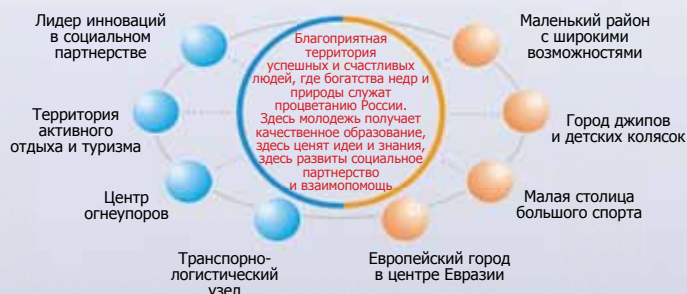 Лидер инноваций
в социальном
партнерстве
Территория
активного
отдыха и туризма
Центр
огнеупоров
Транспорно-
логистический
узел
Благоприятная
территория
успешных и счастливых
людей, где богатства недр и
природы служат
процветанию России.
Здесь молодежь получает
качественное образование,
здесь ценят идеи и знания,
здесь развиты социальное
партнерство
и взаимопомощь
Маленький район
с широкими
возможностями
Город джипов
и детских колясок
Малая столица
большого спорта
Европейский город
в центре Евразии